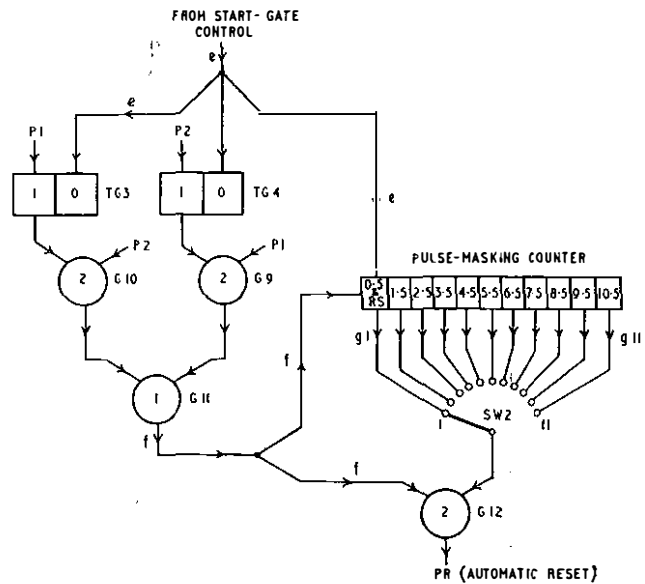 FROM START-GATE
CONTROL
e
e
P1
P2
1 0 TG3
1 0 TG4
e
P2
P1
2 G10
2 G9
PULSE-MASKING COUNTER
0·5 & RS 1·5 2·5 3·5 4·5 5·5 6·5 7·5 8·5 9·5 10·5
g1
g11
f
1 G11
1 SW2 11
f
f
2 G12
PR (AUTOMATIC RESET)